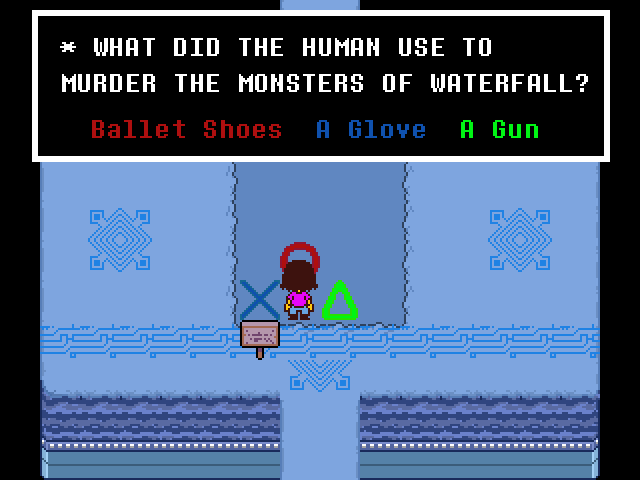 * WHAT DID THE HUMAN USE TO
MURDER THE MONSTERS OF WATERFALL?
Ballet Shoes A Glove A Gun